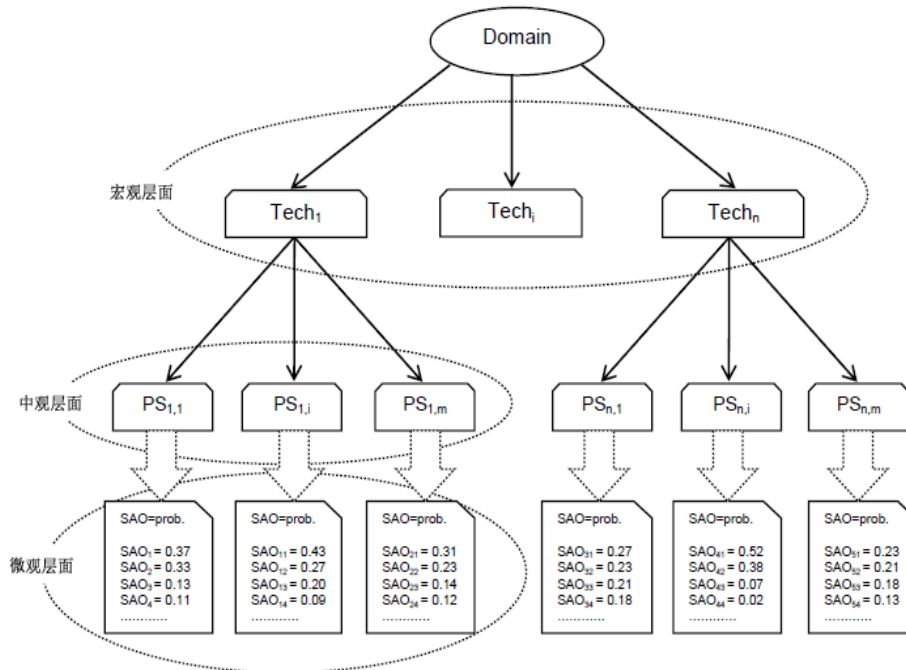 Domain
宏观层面
Tech₁
Techᵢ
Techₙ
中观层面
PS₁,₁
PS₁,ᵢ
PS₁,ₘ
PSₙ,₁
PSₙ,ᵢ
PSₙ,ₘ
微观层面
SAO=prob.
SAO₁ = 0.37
SAO₂ = 0.33
SAO₃ = 0.13
SAO₄ = 0.11
............
SAO=prob.
SAO₁₁ = 0.43
SAO₁₂ = 0.27
SAO₁₃ = 0.20
SAO₁₄ = 0.09
............
SAO=prob.
SAO₂₁ = 0.31
SAO₂₂ = 0.23
SAO₂₃ = 0.14
SAO₂₄ = 0.12
............
SAO=prob.
SAO₃₁ = 0.27
SAO₃₂ = 0.23
SAO₃₃ = 0.21
SAO₃₄ = 0.18
............
SAO=prob.
SAO₄₁ = 0.52
SAO₄₂ = 0.38
SAO₄₃ = 0.07
SAO₄₄ = 0.02
............
SAO=prob.
SAO₅₁ = 0.23
SAO₅₂ = 0.21
SAO₅₃ = 0.18
SAO₅₄ = 0.13
............